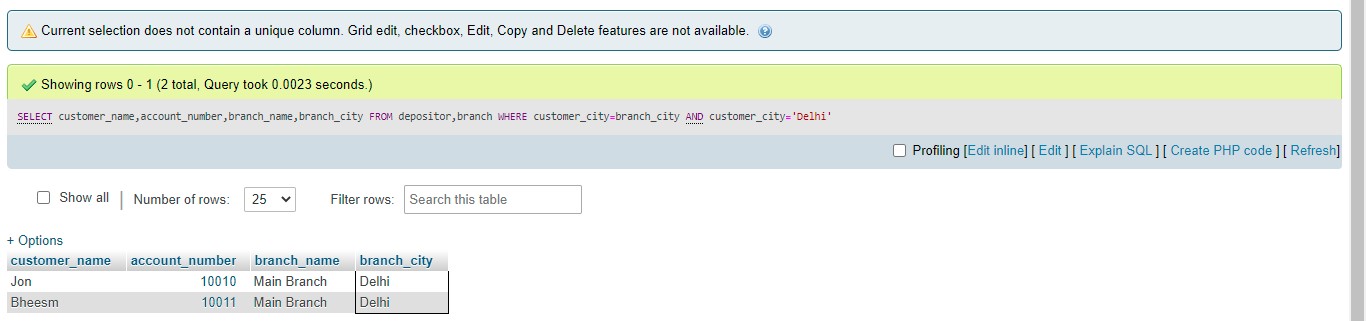 Current selection does not contain a unique column. Grid edit, checkbox, Edit, Copy and Delete features are not available.
Showing rows 0 - 1 (2 total, Query took 0.0023 seconds.)
SELECT customer_name,account_number,branch_name,branch_city FROM depositor,branch WHERE customer_city=branch_city AND customer_city='Delhi'
Profiling [Edit inline] [ Edit ] [ Explain SQL ] [ Create PHP code ] [ Refresh]
Show all | Number of rows: 25 Filter rows: Search this table
+ Options
customer_name account_number branch_name branch_city
Jon 10010 Main Branch Delhi
Bheesm 10011 Main Branch Delhi